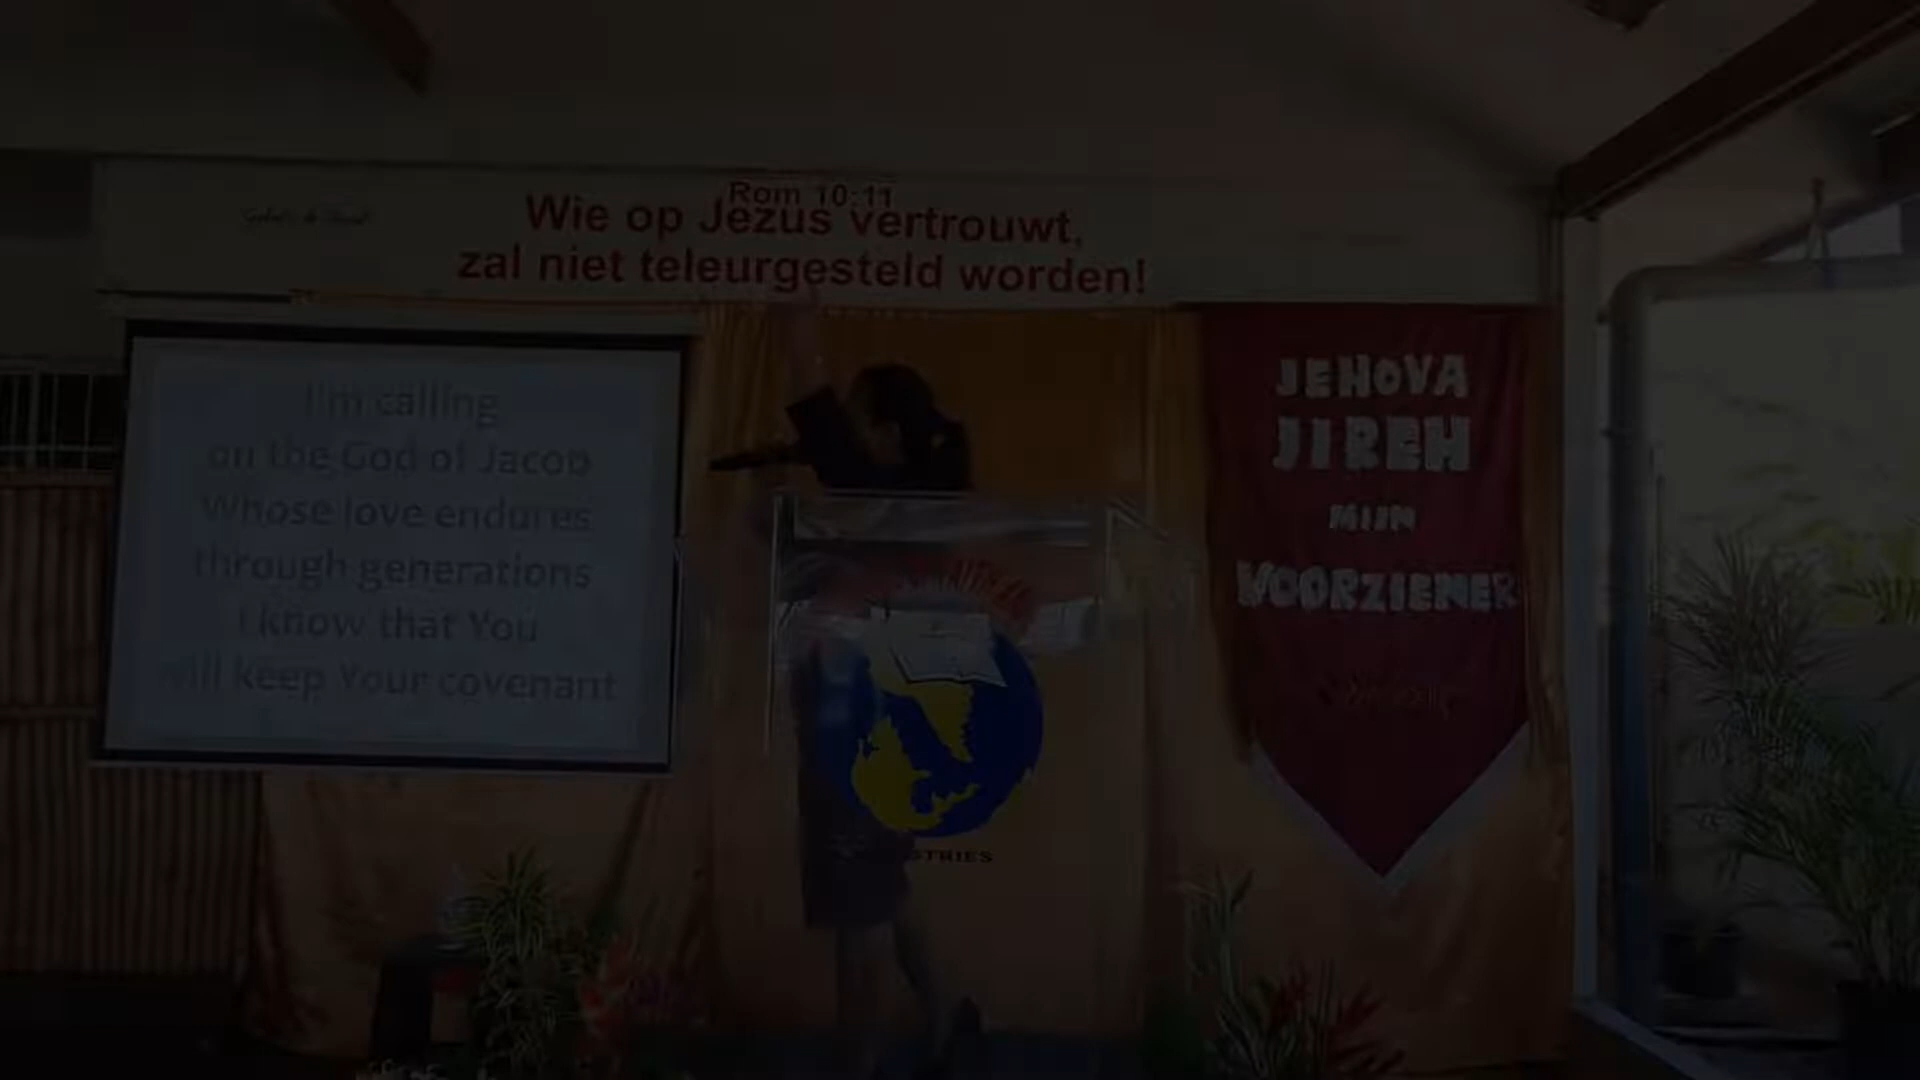 Rom 10:11
Wie op Jezus vertrouwt,
zal niet teleurgesteld worden!
I'm calling
on the God of Jacob
Whose love endures
through generations
I know that You
will keep Your covenant
JEHOVA
JIREH
MIJN
VOORZIENER